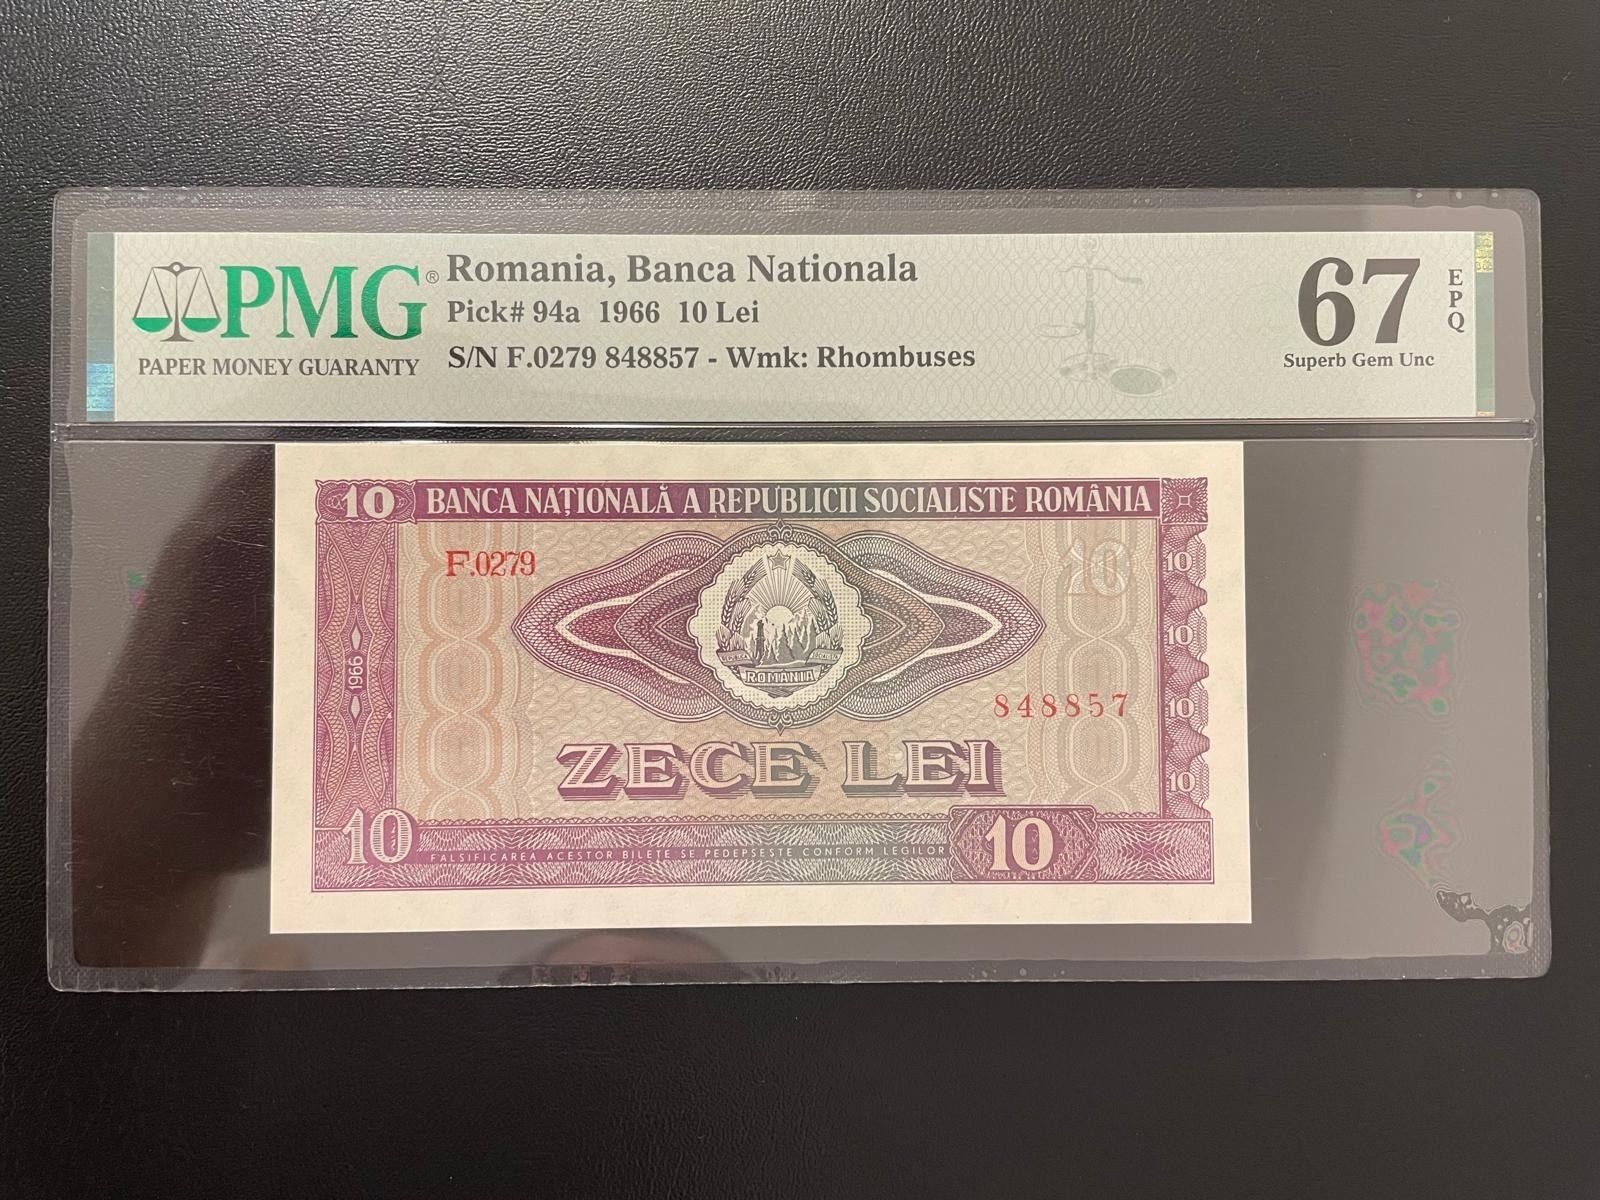 PMG®
PAPER MONEY GUARANTY
Romania, Banca Nationala
Pick# 94a 1966 10 Lei
S/N F.0279 848857 - Wmk: Rhombuses
67
EPQ
Superb Gem Unc
10 BANCA NAȚIONALĂ A REPUBLICII SOCIALISTE ROMÂNIA
F.0279
10
10
10
10
10
1966
ROMÂNIA
848857
ZECE LEI
10
10
FALSIFICAREA ACESTOR BILETE SE PEDEPSEȘTE CONFORM LEGILOR